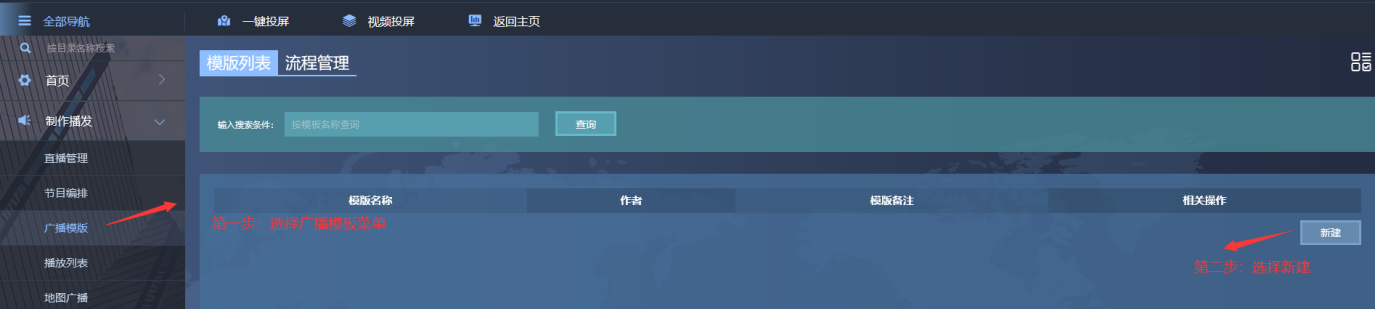 全部导航 一键投屏 视频投屏 返回主页
按目录名称搜索
首页
制作播发
直播管理
节目编排
广播模版
播放列表
地图广播
模版列表 流程管理
输入搜索条件： 按模板名称查询 查询
模版名称 作者 模版备注 相关操作
第一步：选择广播模板菜单
新建
第二步：选择新建